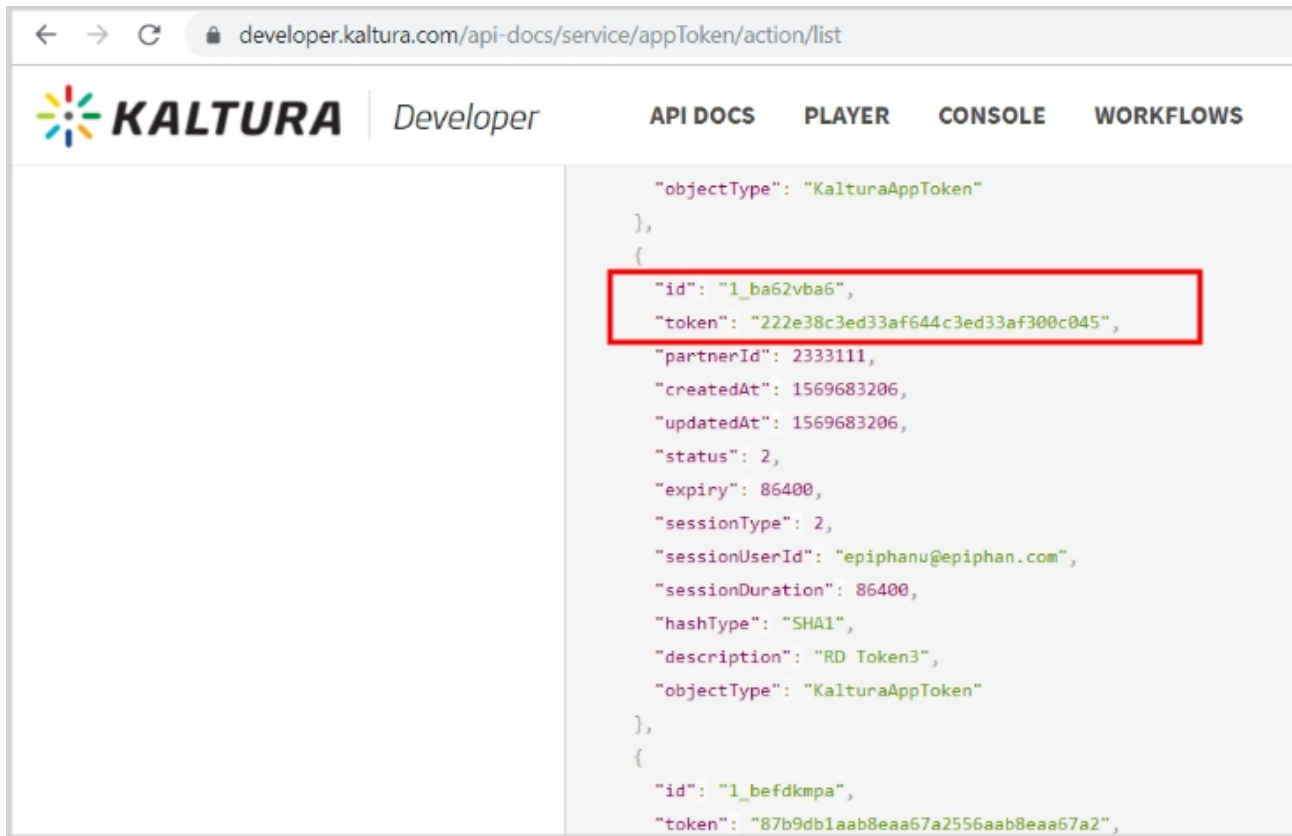 developer.kaltura.com/api-docs/service/appToken/action/list
KALTURA Developer API DOCS PLAYER CONSOLE WORKFLOWS
"objectType": "KalturaAppToken"
},
{
"id": "1_ba62vba6",
"token": "222e38c3ed33af644c3ed33af300c045",
"partnerId": 2333111,
"createdAt": 1569683206,
"updatedAt": 1569683206,
"status": 2,
"expiry": 86400,
"sessionType": 2,
"sessionUserId": "epiphanu@epiphan.com",
"sessionDuration": 86400,
"hashType": "SHA1",
"description": "RD Token3",
"objectType": "KalturaAppToken"
},
{
"id": "1_befdkmpa",
"token": "87b9db1aab8eaa67a2556aab8eaa67a2",